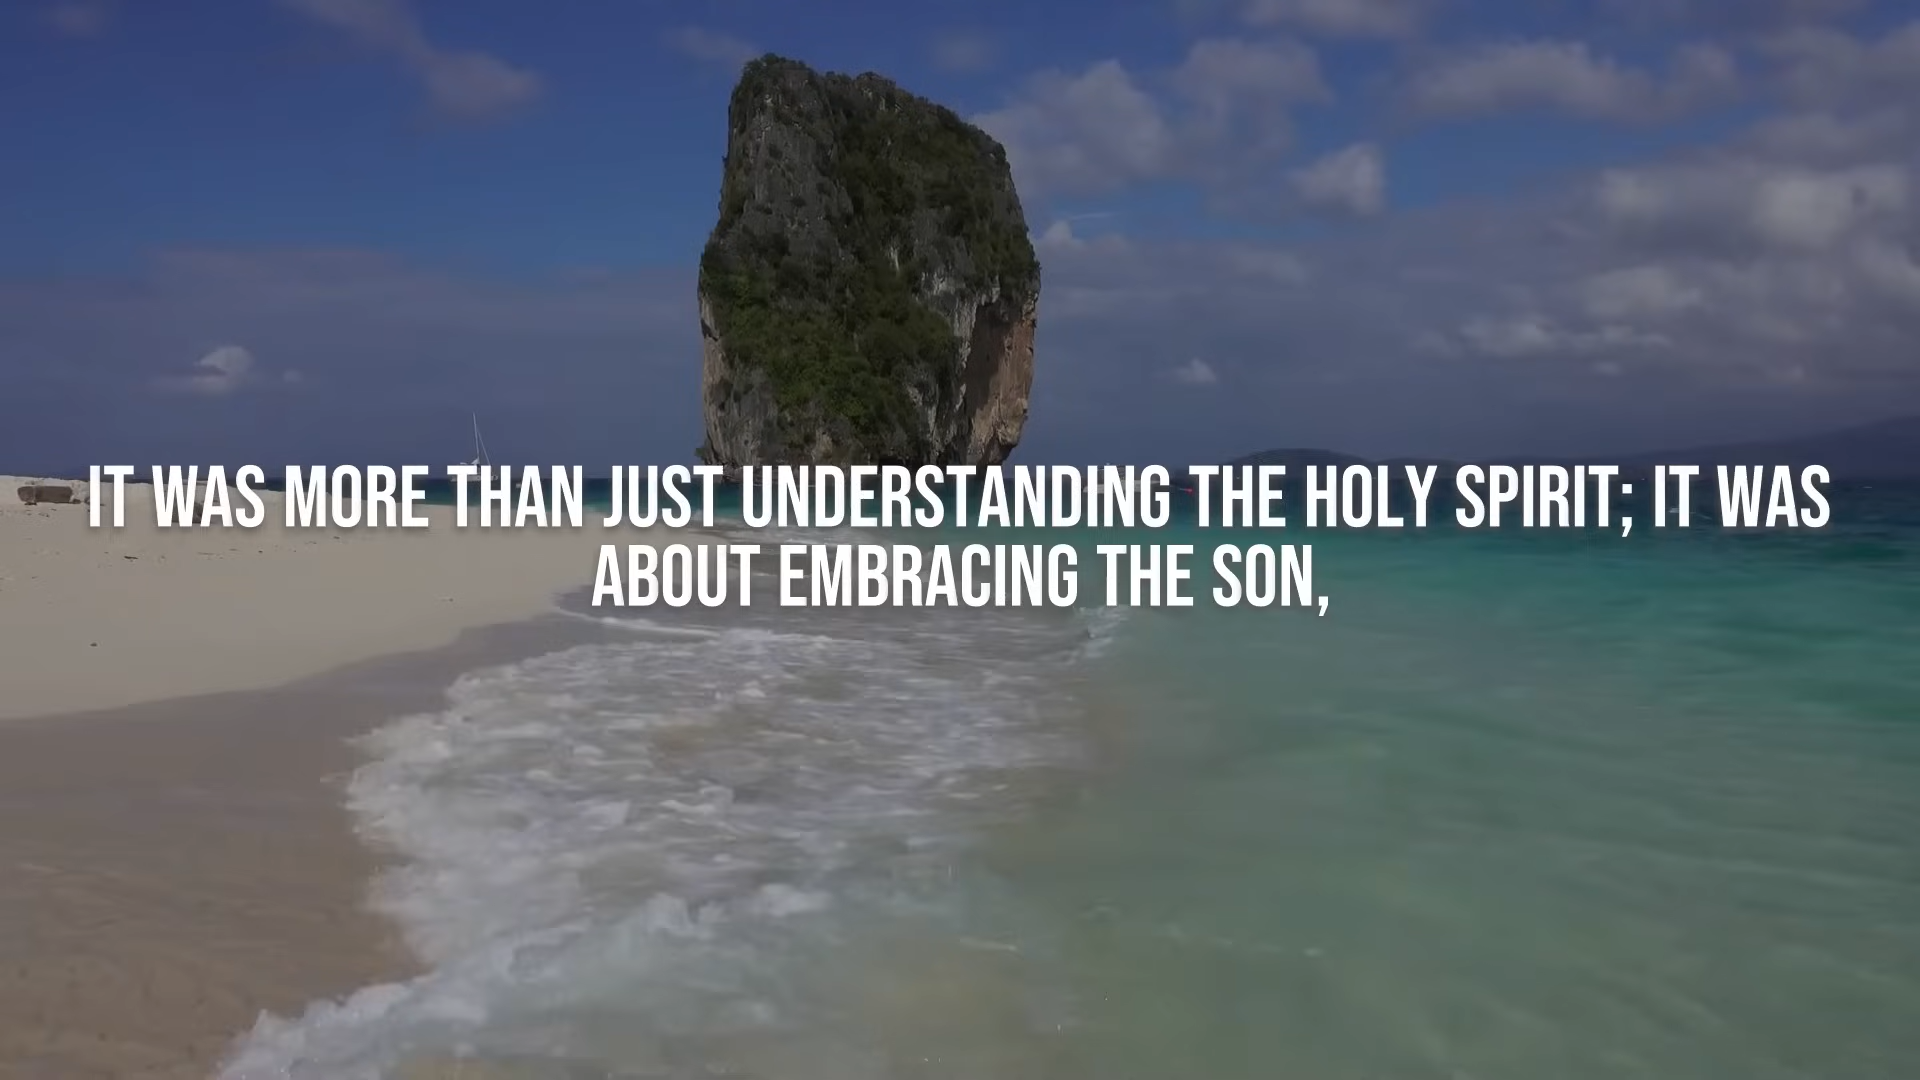 IT WAS MORE THAN JUST UNDERSTANDING THE HOLY SPIRIT; IT WAS
ABOUT EMBRACING THE SON,